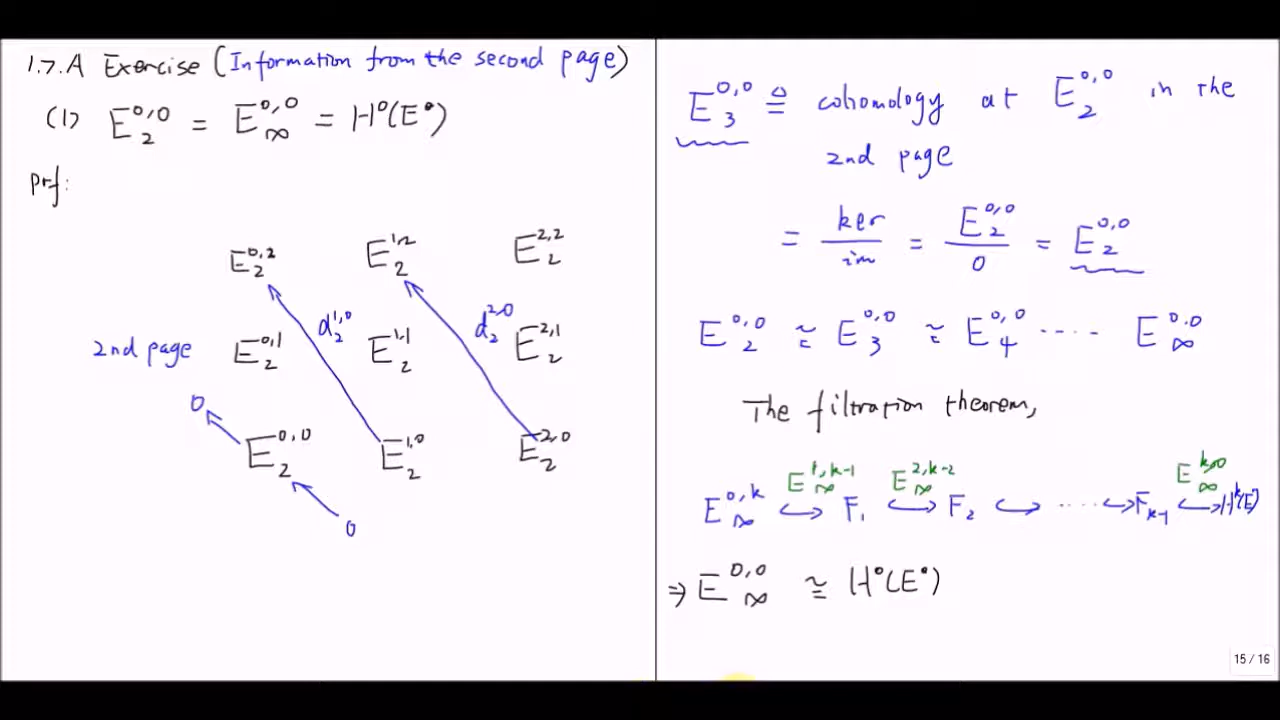 1.7.A Exercise (Information from the second page)
(1) E_2^{0,0} = E_∞^{0,0} = H^0(E^•)
prf:
E_2^{0,2} E_2^{1,2} E_2^{2,2}
d_2^{1,0} d_2^{2,0}
2nd page E_2^{0,1} E_2^{1,1} E_2^{2,1}
0
E_2^{0,0} E_2^{1,0} E_2^{2,0}
0
E_3^{0,0} ≙ cohomology at E_2^{0,0} in the
2nd page
= ker/im = E_2^{0,0}/0 = E_2^{0,0}
E_2^{0,0} ≃ E_3^{0,0} ≃ E_4^{0,0} ..... E_∞^{0,0}
The filtration theorem,
E_∞^{1,k-1} E_∞^{2,k-2} E_∞^{k,0}
E_∞^{0,k} ↪ F_1 ↪ F_2 ↪ ..... ↪ F_{k-1} ↪ H^k(E^•)
⇒ E_∞^{0,0} ≅ H^0(E^•)
15 / 16